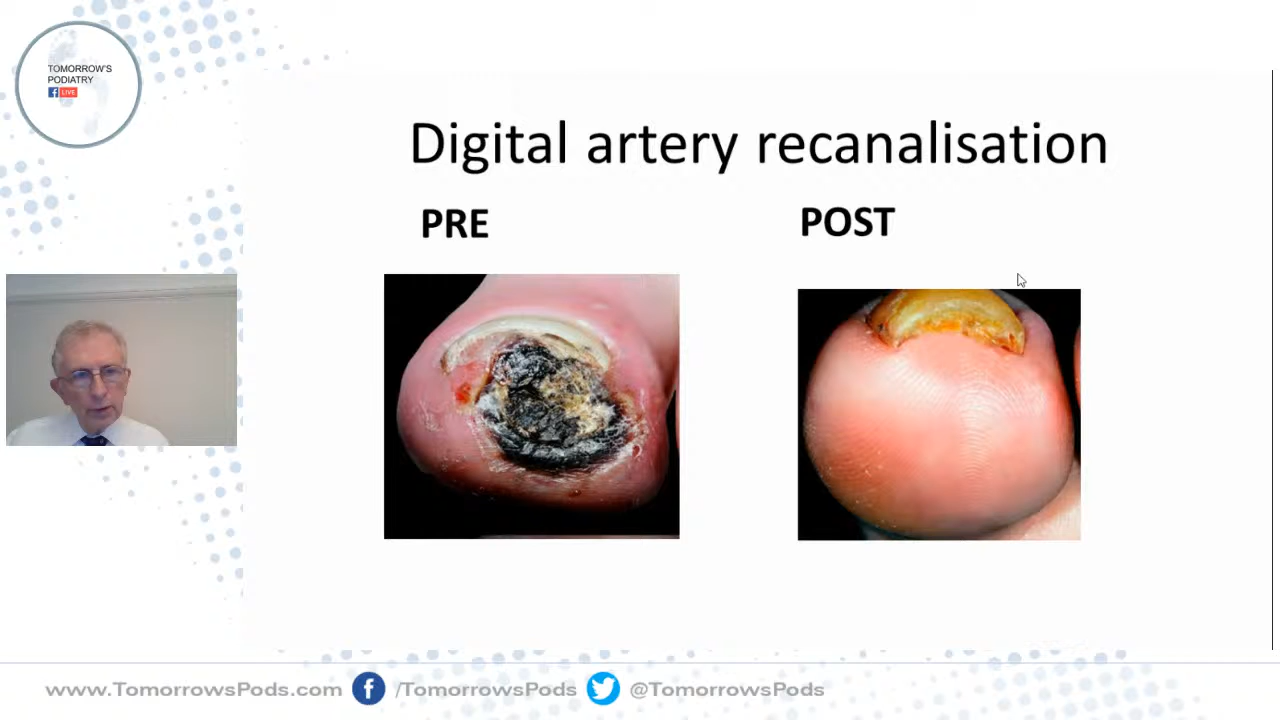 TOMORROW'S
PODIATRY
f LIVE
Digital artery recanalisation
PRE
POST
www.TomorrowsPods.com
/TomorrowsPods
@TomorrowsPods